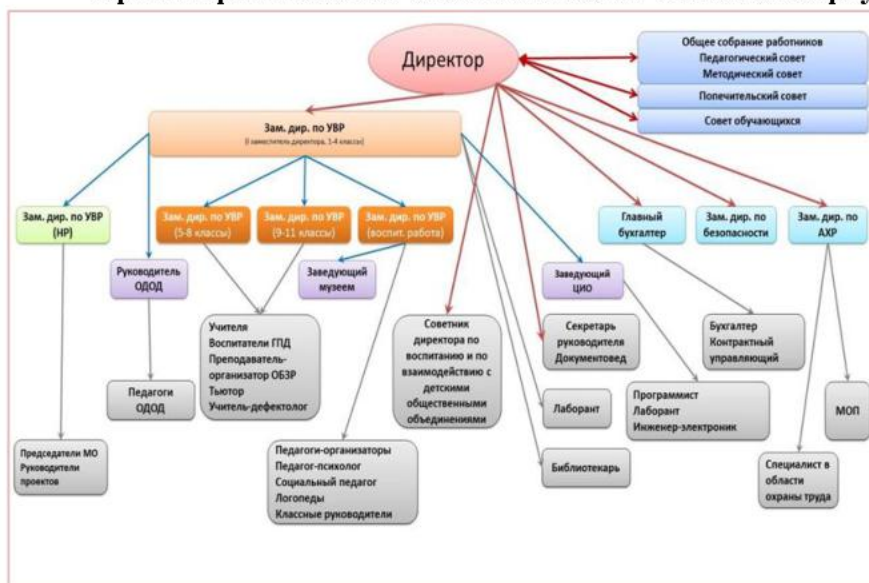 Директор
Общее собрание работников
Педагогический совет
Методический совет
Попечительский совет
Совет обучающихся
Зам. дир. по УВР
(I заместитель директора, 1-4 классы)
Зам. дир. по УВР
(НР)
Зам. дир. по УВР
(5-8 классы)
Зам. дир. по УВР
(9-11 классы)
Зам. дир. по УВР
(воспит. работа)
Главный
бухгалтер
Зам. дир. по
безопасности
Зам. дир. по
АХР
Руководитель
ОДОД
Заведующий
музеем
Заведующий
ЦИО
Учителя
Воспитатели ГПД
Преподаватель-
организатор ОБЗР
Тьютор
Учитель-дефектолог
Советник
директора по
воспитанию и по
взаимодействию с
детскими
общественными
объединениями
Секретарь
руководителя
Документовед
Бухгалтер
Контрактный
управляющий
Педагоги
ОДОД
Лаборант
Программист
Лаборант
Инженер-электроник
МОП
Председатели МО
Руководители
проектов
Педагоги-организаторы
Педагог-психолог
Социальный педагог
Логопеды
Классные руководители
Библиотекарь
Специалист в
области
охраны труда